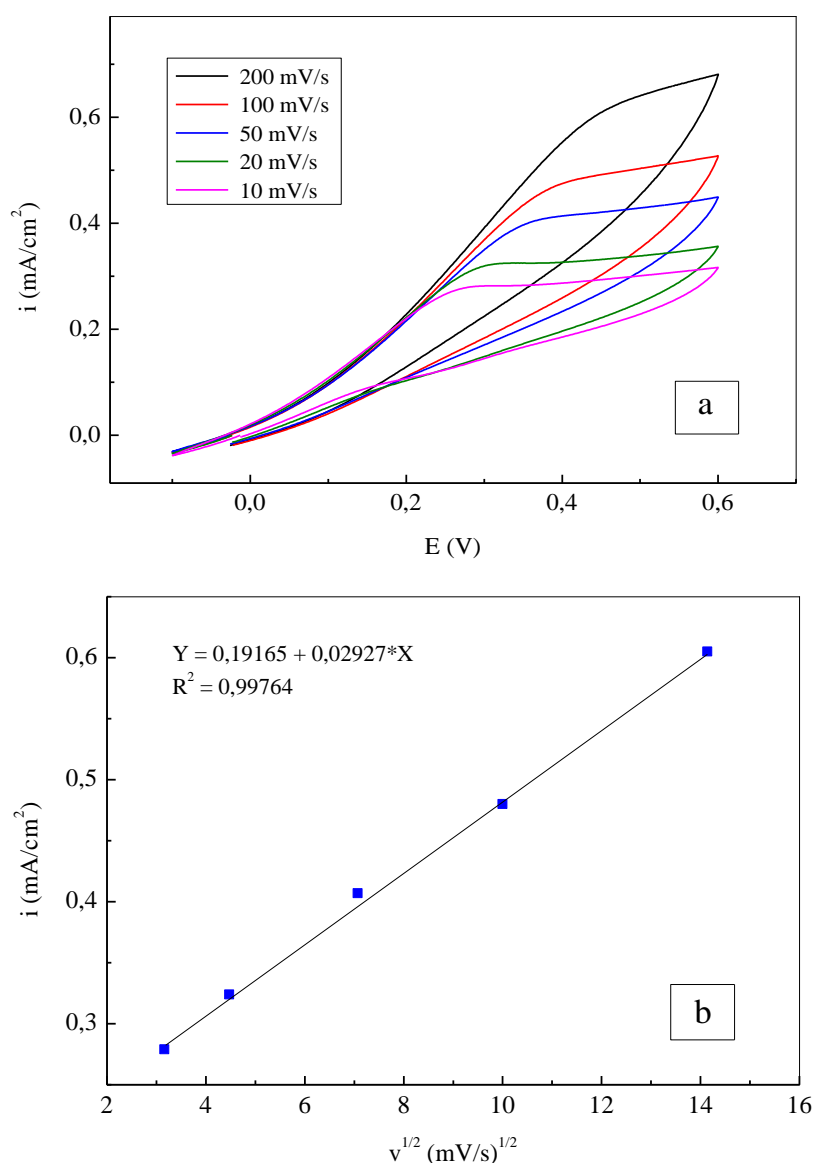 200 mV/s
100 mV/s
50 mV/s
20 mV/s
10 mV/s
0,6
0,4
0,2
0,0
i (mA/cm²)
a
0,0 0,2 0,4 0,6
E (V)
Y = 0,19165 + 0,02927*X
R² = 0,99764
0,6
0,5
0,4
0,3
i (mA/cm²)
b
2 4 6 8 10 12 14 16
v^1/2 (mV/s)^1/2